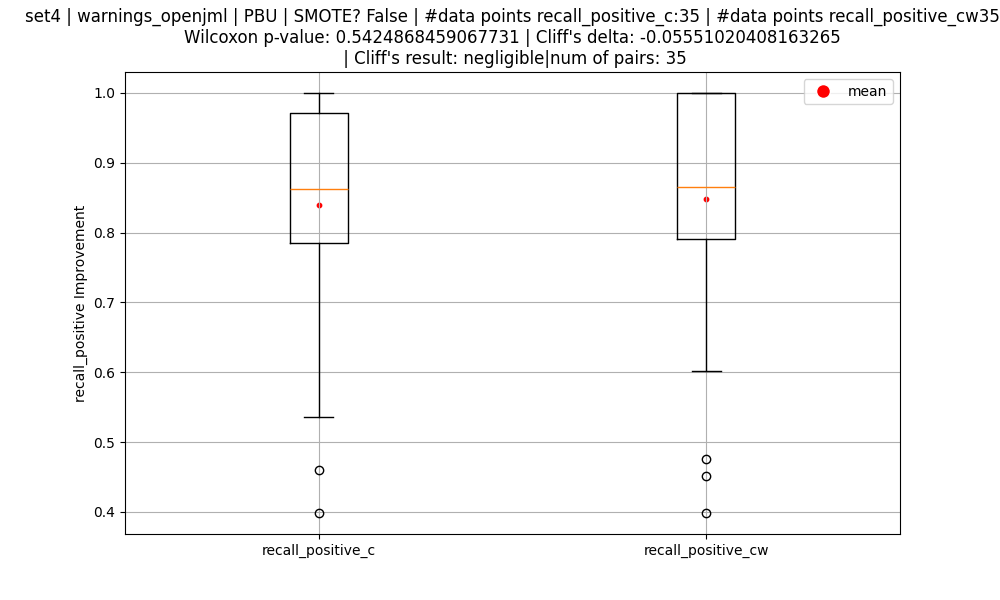 set4 | warnings_openjml | PBU | SMOTE? False | #data points recall_positive_c:35 | #data points recall_positive_cw35
Wilcoxon p-value: 0.5424868459067731 | Cliff's delta: -0.05551020408163265
| Cliff's result: negligible|num of pairs: 35
mean
1.0
0.9
0.8
0.7
0.6
0.5
0.4
recall_positive Improvement
recall_positive_c
recall_positive_cw